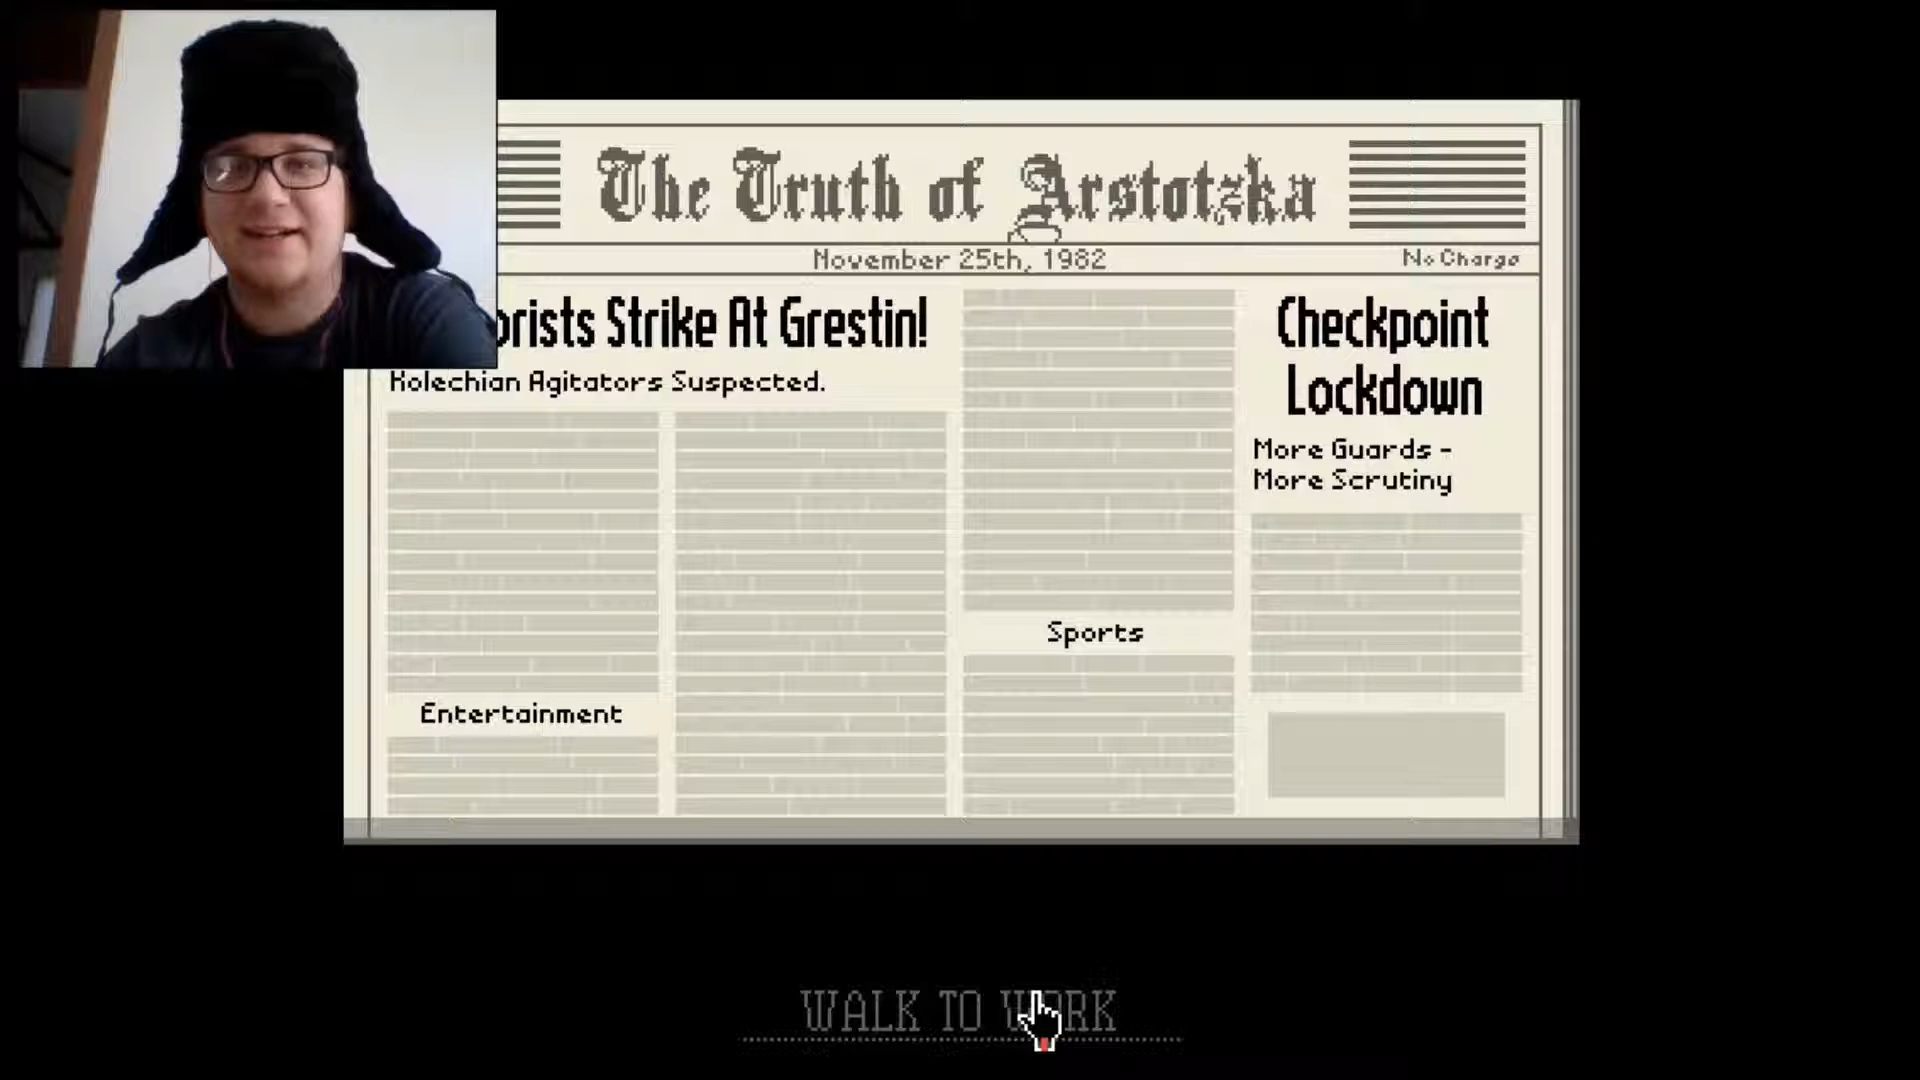 The Truth of Arstotzka
November 25th, 1982
No Charge
orists Strike At Grestin!
Kolechian Agitators Suspected.
Checkpoint
Lockdown
More Guards -
More Scrutiny
Sports
Entertainment
WALK TO WORK